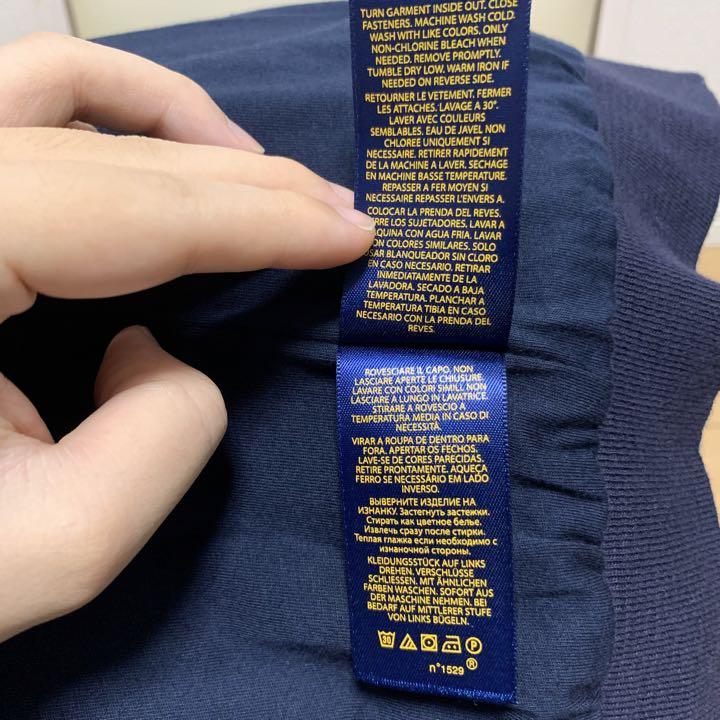 TURN GARMENT INSIDE OUT. CLOSE
FASTENERS. MACHINE WASH COLD.
WASH WITH LIKE COLORS. ONLY
NON-CHLORINE BLEACH WHEN
NEEDED. REMOVE PROMPTLY.
TUMBLE DRY LOW. WARM IRON IF
NEEDED ON REVERSE SIDE.
RETOURNER LE VETEMENT. FERMER
LES ATTACHES. LAVAGE A 30°.
LAVER AVEC COULEURS
SEMBLABLES. EAU DE JAVEL NON
CHLOREE UNIQUEMENT SI
NECESSAIRE. RETIRER RAPIDEMENT
DE LA MACHINE A LAVER. SECHAGE
EN MACHINE BASSE TEMPERATURE.
REPASSER A FER MOYEN SI
NECESSAIRE REPASSER L'ENVERS A.
COLOCAR LA PRENDA DEL REVES.
LOS SUJETADORES. LAVAR A
CON AGUA FRIA. LAVAR
COLORES SIMILARES. SOLO
BLANQUEADOR SIN CLORO
EN CASO NECESARIO. RETIRAR
INMEDIATAMENTE DE LA
LAVADORA. SECADO A BAJA
TEMPERATURA. PLANCHAR A
TEMPERATURA TIBIA EN CASO
NECESARIO CON LA PRENDA DEL
REVES.
ROVESCIARE IL CAPO. NON
LASCIARE APERTE LE CHIUSURE.
LAVARE CON COLORI SIMILI. NON
LASCIARE A LUNGO IN LAVATRICE.
STIRARE A ROVESCIO A
TEMPERATURA MEDIA IN CASO DI
NECESSITÀ.
VIRAR A ROUPA DE DENTRO PARA
FORA. APERTAR OS FECHOS.
LAVE-SE DE CORES PARECIDAS.
RETIRE PRONTAMENTE. AQUEÇA
FERRO SE NECESSÁRIO EM LADO
INVERSO.
ВЫВЕРНИТЕ ИЗДЕЛИЕ НА
ИЗНАНКУ. Застегнуть застежки.
Стирать как цветное белье.
Извлечь сразу после стирки.
Теплая глажка если необходимо с
изнаночной стороны.
KLEIDUNGSSTÜCK AUF LINKS
DREHEN. VERSCHLÜSSE
SCHLIESSEN. MIT ÄHNLICHEN
FARBEN WASCHEN. SOFORT AUS
DER MASCHINE NEHMEN. BEI
BEDARF AUF MITTLERER STUFE
VON LINKS BÜGELN.
30 P
n°1529 ®